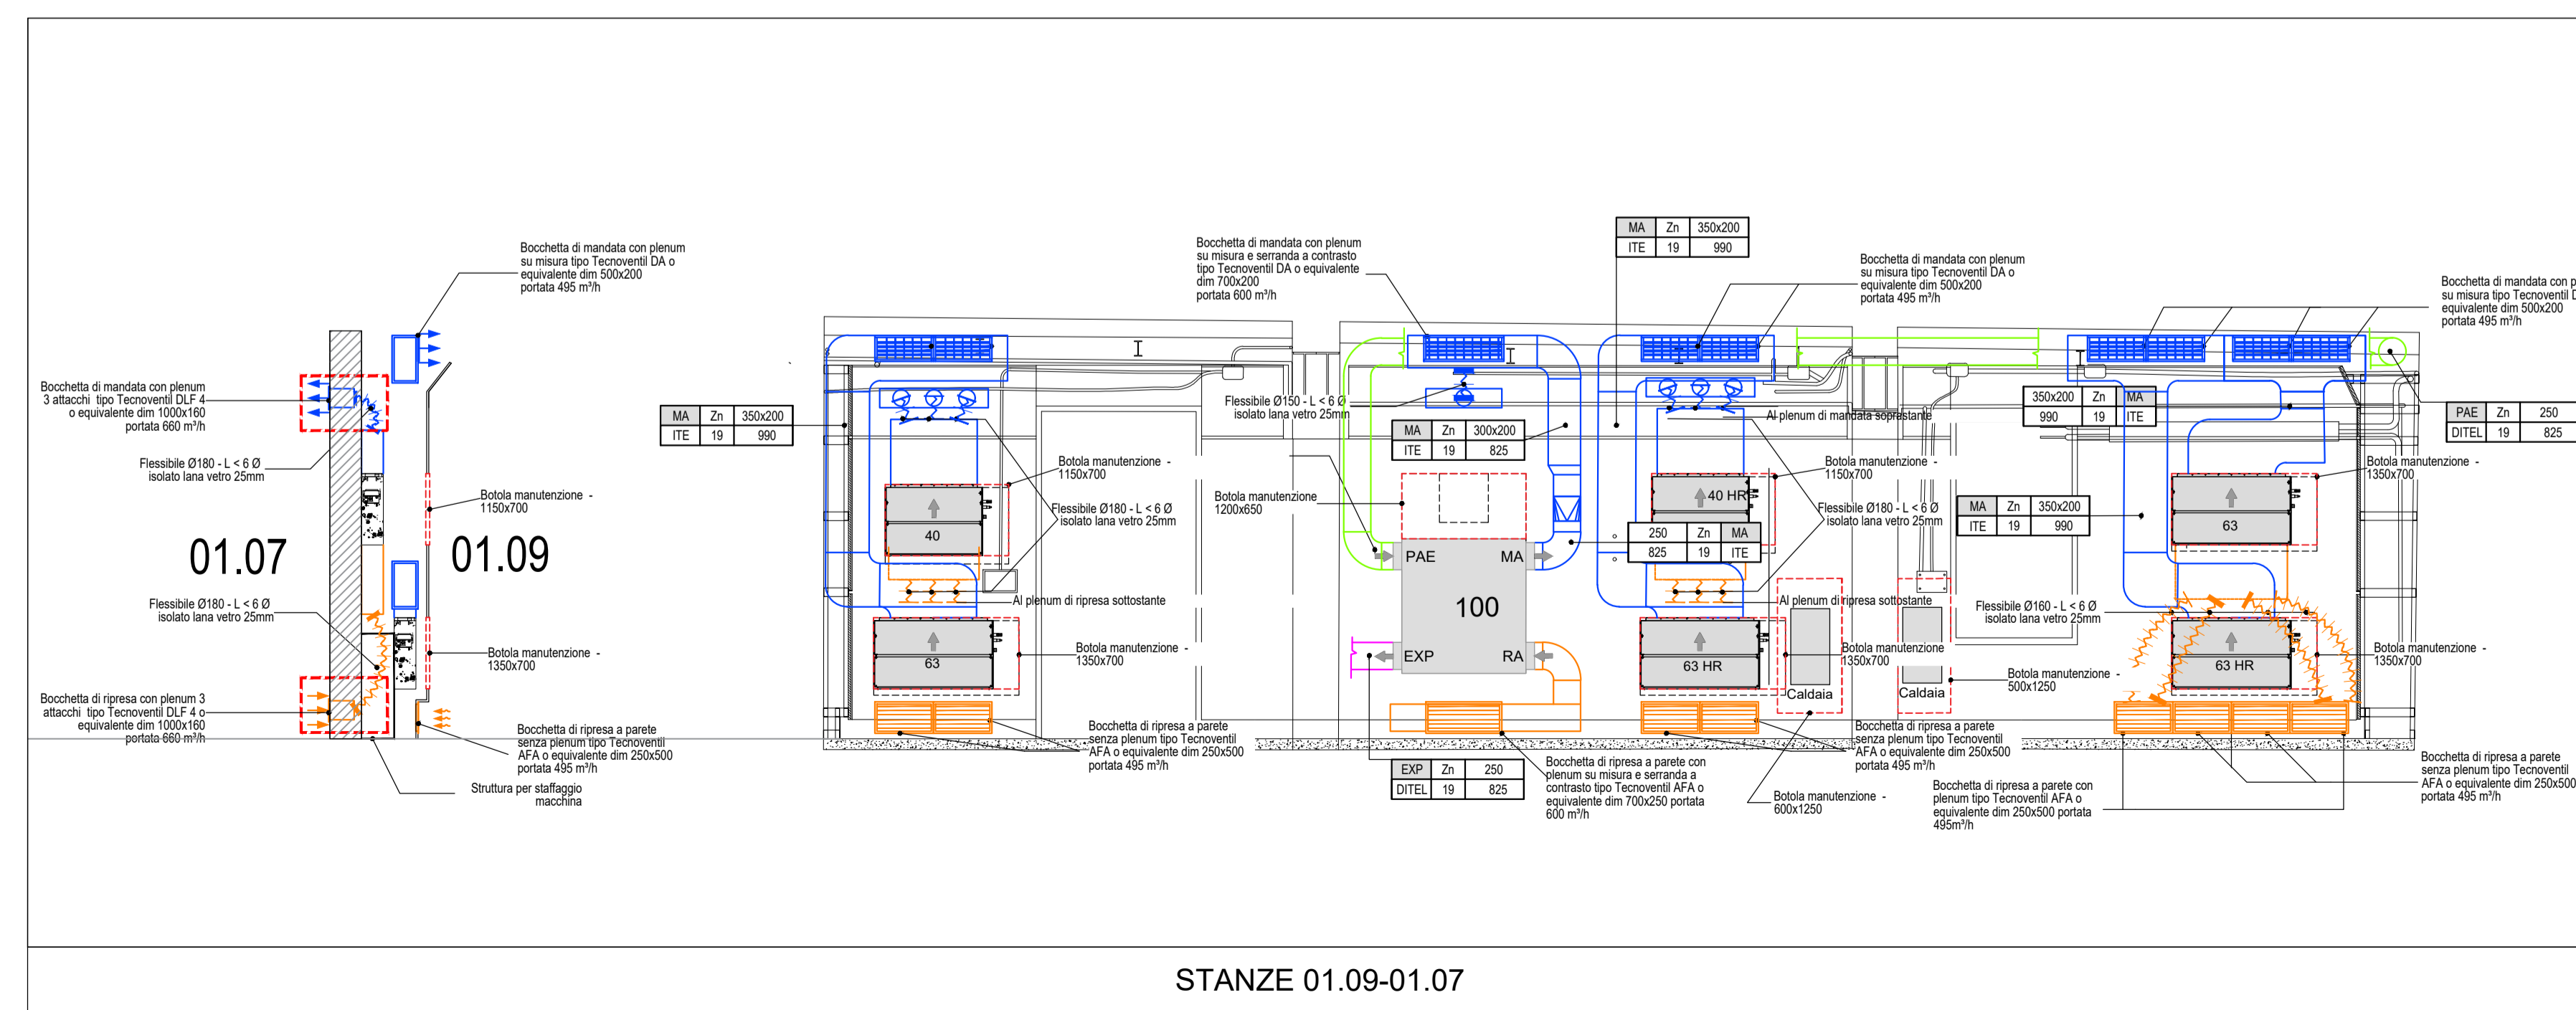 Bocchetta di mandata con plenum
su misura tipo Tecnoventil DA o
equivalente dim 500x200
portata 495 m³/h
Bocchetta di mandata con plenum
3 attacchi tipo Tecnoventil DLF 4
o equivalente dim 1000x160
portata 660 m³/h
Flessibile Ø180 - L < 6 Ø
isolato lana vetro 25mm
Botola manutenzione -
1150x700
01.07
01.09
Flessibile Ø180 - L < 6 Ø
isolato lana vetro 25mm
Botola manutenzione -
1350x700
Bocchetta di ripresa con plenum 3
attacchi tipo Tecnoventil DLF 4 o
equivalente dim 1000x160
portata 660 m³/h
Bocchetta di ripresa a parete
senza plenum tipo Tecnoventil
AFA o equivalente dim 250x500
portata 495 m³/h
Struttura per staffaggio
macchina
MA Zn 350x200
ITE 19 990
Botola manutenzione -
1150x700
Flessibile Ø180 - L < 6 Ø
isolato lana vetro 25mm
40
Al plenum di ripresa sottostante
63
Botola manutenzione -
1350x700
Bocchetta di ripresa a parete
senza plenum tipo Tecnoventil
AFA o equivalente dim 250x500
portata 495 m³/h
Bocchetta di mandata con plenum
su misura e serranda a contrasto
tipo Tecnoventil DA o equivalente
dim 700x200
portata 600 m³/h
Flessibile Ø150 - L < 6 Ø
isolato lana vetro 25mm
MA Zn 300x200
ITE 19 825
Botola manutenzione
1200x650
PAE
MA
100
EXP
RA
EXP Zn 250
DITEL 19 825
Bocchetta di ripresa a parete con
plenum su misura e serranda a
contrasto tipo Tecnoventil AFA o
equivalente dim 700x250 portata
600 m³/h
MA Zn 350x200
ITE 19 990
Bocchetta di mandata con plenum
su misura tipo Tecnoventil DA o
equivalente dim 500x200
portata 495 m³/h
Al plenum di mandata soprastante
Botola manutenzione -
1150x700
40 HR
Flessibile Ø180 - L < 6 Ø
isolato lana vetro 25mm
250 Zn MA
825 19 ITE
Al plenum di ripresa sottostante
63 HR
Botola manutenzione
1350x700
Caldaia
Bocchetta di ripresa a parete
senza plenum tipo Tecnoventil
AFA o equivalente dim 250x500
portata 495 m³/h
Botola manutenzione -
600x1250
Caldaia
Botola manutenzione -
500x1250
350x200 Zn MA
990 19 ITE
MA Zn 350x200
ITE 19 990
Flessibile Ø160 - L < 6 Ø
isolato lana vetro 25mm
Bocchetta di mandata con p
su misura tipo Tecnoventil D
equivalente dim 500x200
portata 495 m³/h
PAE Zn 250
DITEL 19 825
Botola manutenzione -
1350x700
63
63 HR
Botola manutenzione -
1350x700
Bocchetta di ripresa a parete con
plenum tipo Tecnoventil AFA o
equivalente dim 250x500 portata
495m³/h
Bocchetta di ripresa a parete
senza plenum tipo Tecnoventil
AFA o equivalente dim 250x500
portata 495 m³/h
STANZE 01.09-01.07